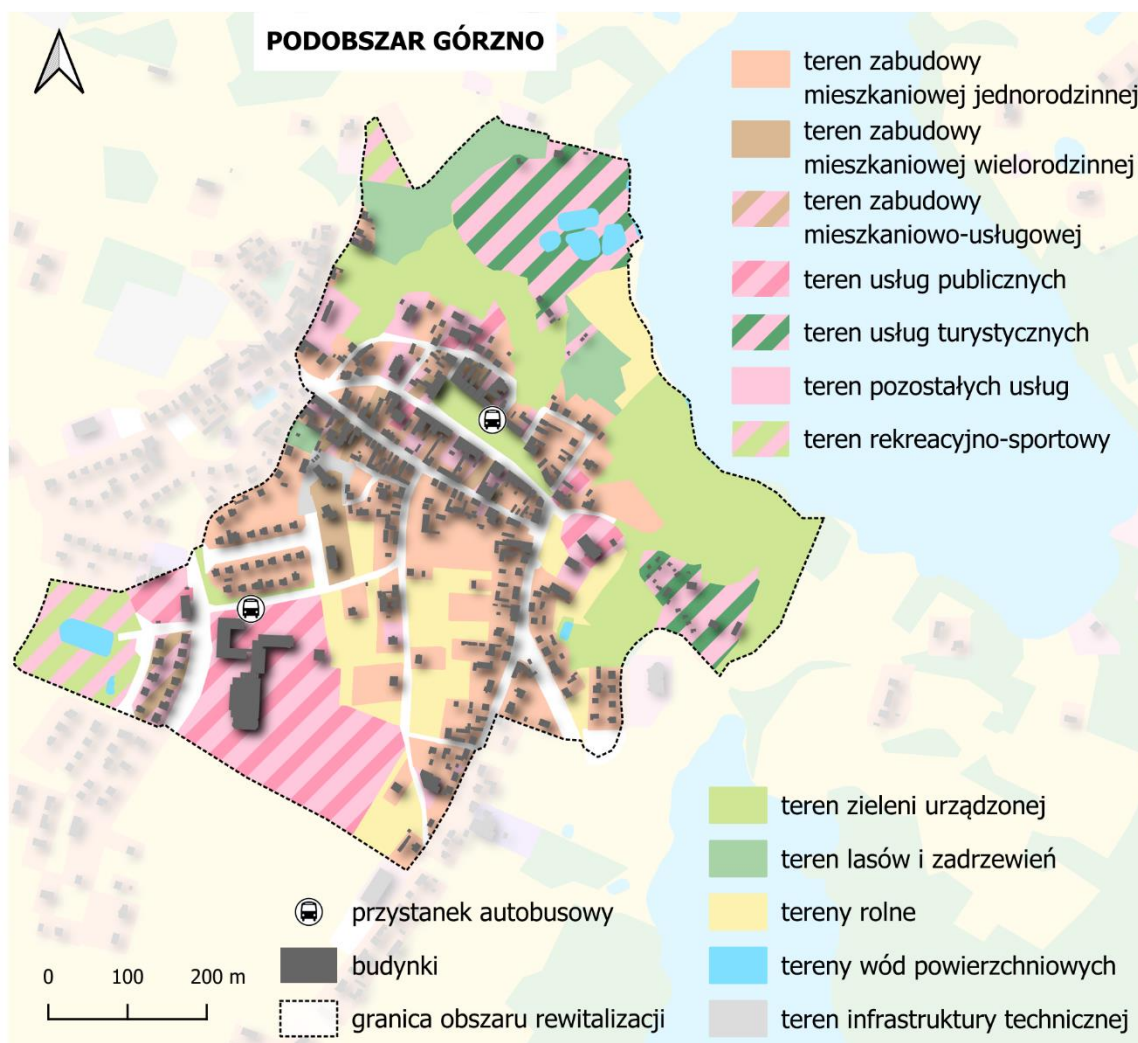 PODOBSZAR GÓRZNO
teren zabudowy
mieszkaniowej jednorodzinnej
teren zabudowy
mieszkaniowej wielorodzinnej
teren zabudowy
mieszkaniowo-usługowej
teren usług publicznych
teren usług turystycznych
teren pozostałych usług
teren rekreacyjno-sportowy
teren zieleni urządzonej
teren lasów i zadrzewień
tereny rolne
tereny wód powierzchniowych
teren infrastruktury technicznej
przystanek autobusowy
budynki
granica obszaru rewitalizacji
0 100 200 m